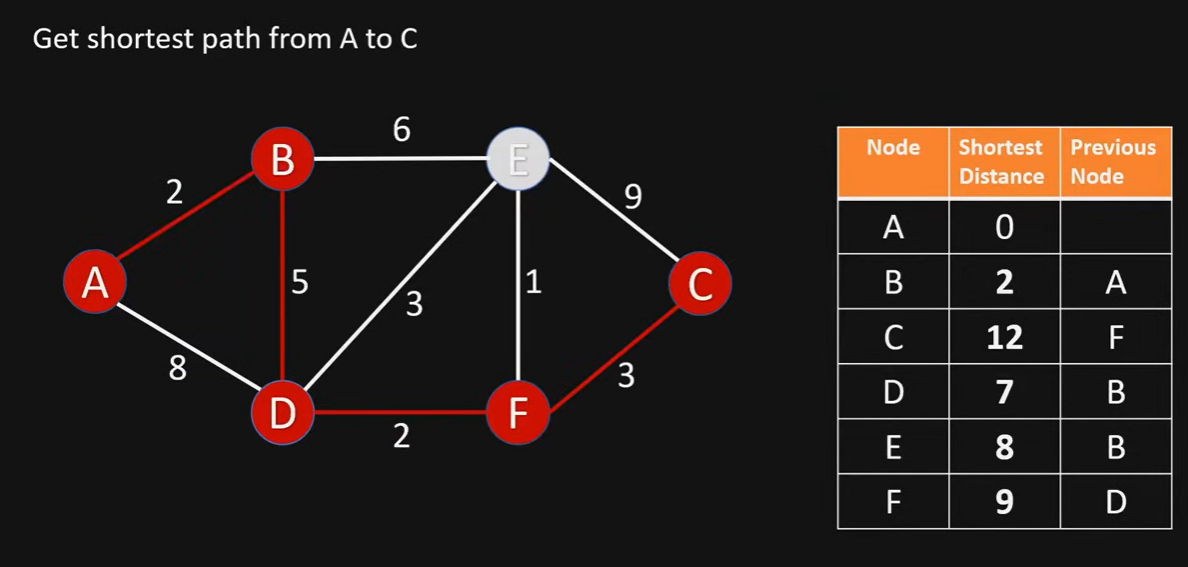 Get shortest path from A to C
6
B
E
2
9
A
5
3
1
C
8
3
D
F
2
Node Shortest Distance Previous Node
A 0
B 2 A
C 12 F
D 7 B
E 8 B
F 9 D